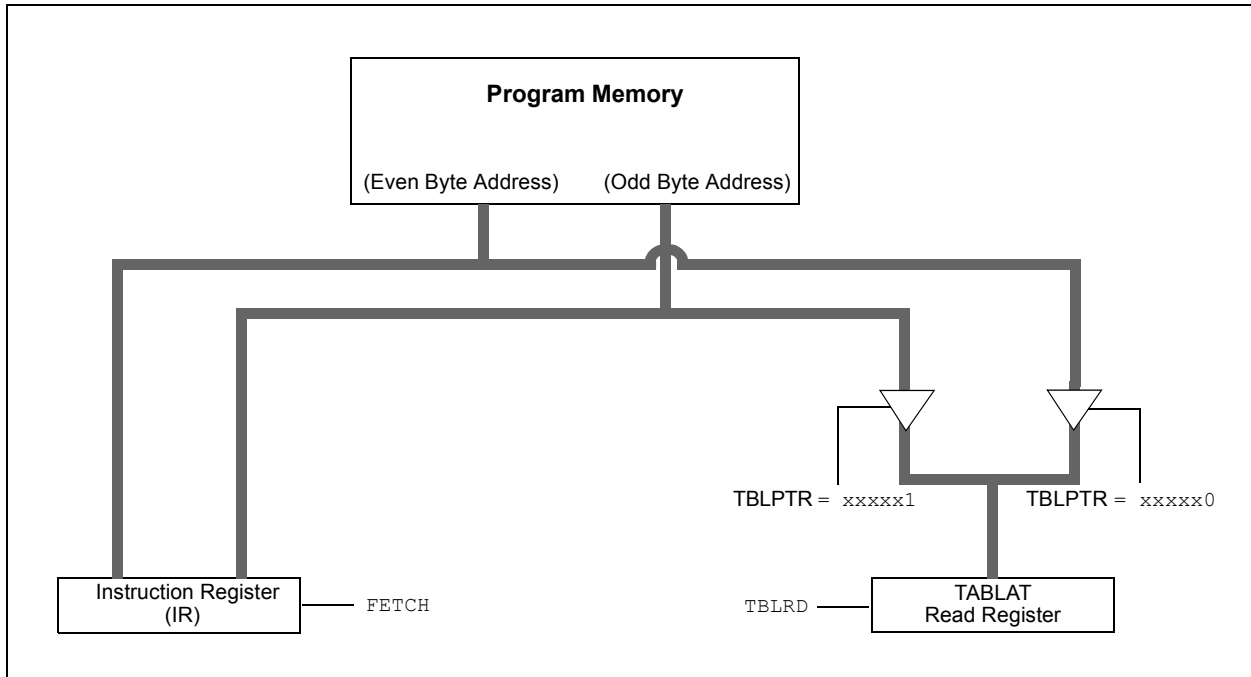 Program Memory
(Even Byte Address)
(Odd Byte Address)
TBLPTR = xxxxx1
TBLPTR = xxxxx0
Instruction Register
(IR)
FETCH
TBLRD
TABLAT
Read Register